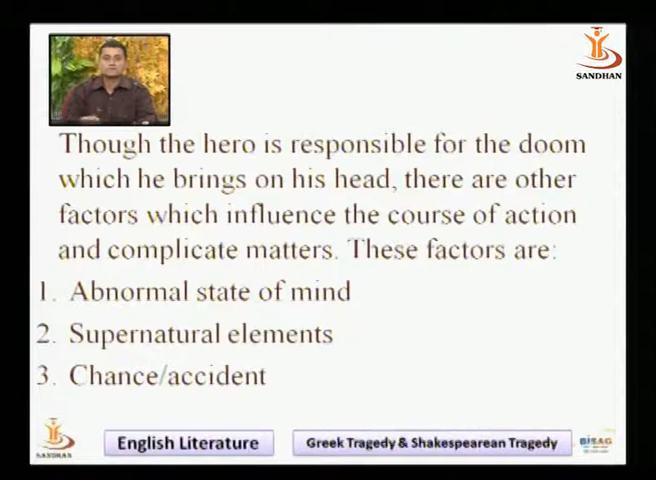 SANDHAN
Though the hero is responsible for the doom
which he brings on his head, there are other
factors which influence the course of action
and complicate matters. These factors are:
1. Abnormal state of mind
2. Supernatural elements
3. Chance/accident
SANDHAN
English Literature
Greek Tragedy & Shakespearean Tragedy
BISAG